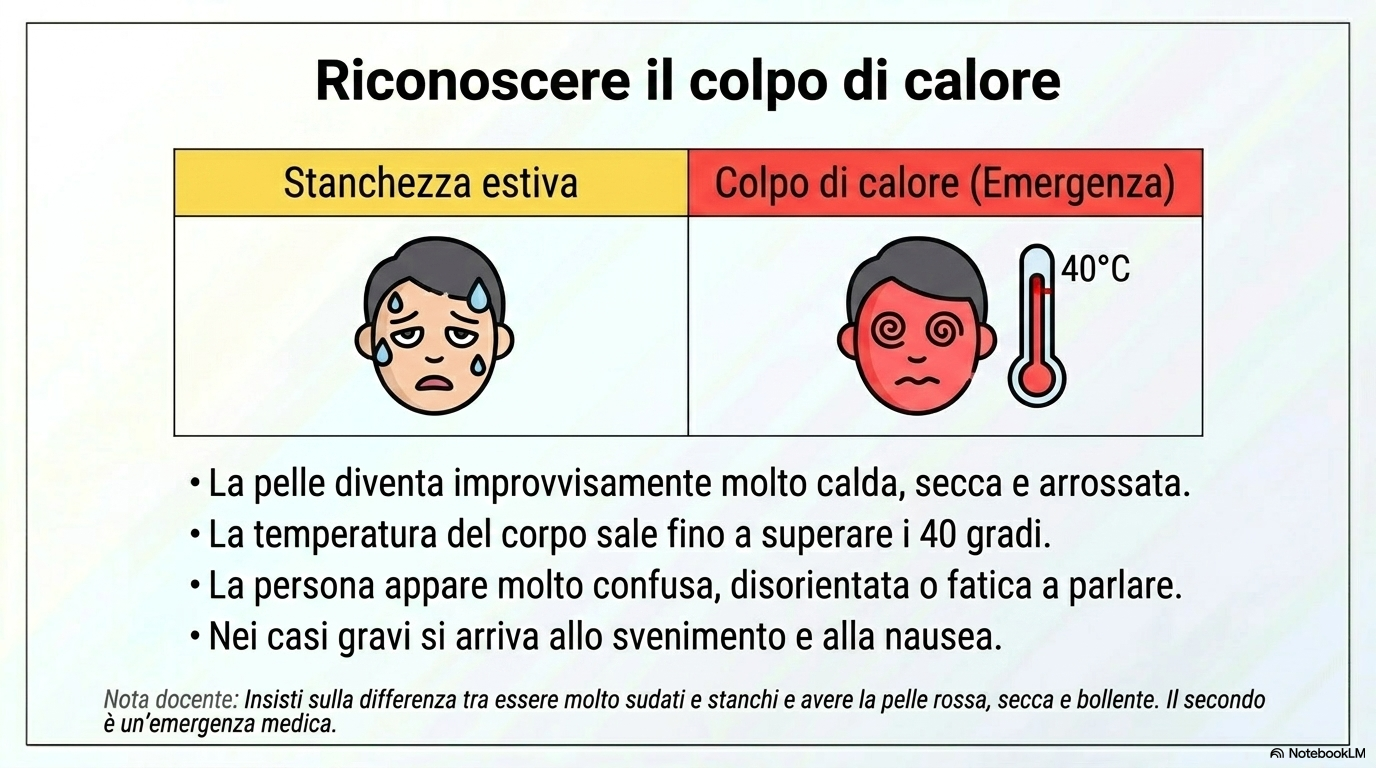 Riconoscere il colpo di calore
Stanchezza estiva
Colpo di calore (Emergenza)
40°C
• La pelle diventa improvvisamente molto calda, secca e arrossata.
• La temperatura del corpo sale fino a superare i 40 gradi.
• La persona appare molto confusa, disorientata o fatica a parlare.
• Nei casi gravi si arriva allo svenimento e alla nausea.
Nota docente: Insisti sulla differenza tra essere molto sudati e stanchi e avere la pelle rossa, secca e bollente. Il secondo
è un’emergenza medica.
NotebookLM